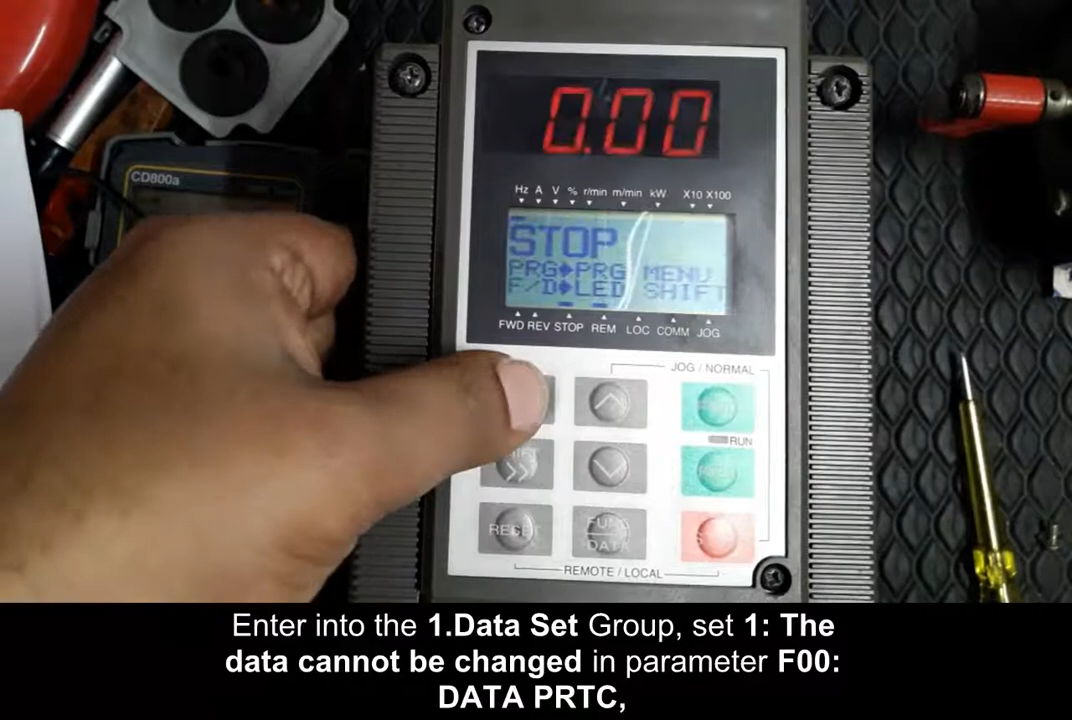 CD800a
0.00
Hz A V % r/min m/min kW X10 X100
STOP
PRG PRG MENU
F/D LED SHIFT
FWD REV STOP REM LOC COMM JOG
JOG / NORMAL
RUN
RESET
FUNC
DATA
REMOTE / LOCAL
Enter into the 1.Data Set Group, set 1: The
data cannot be changed in parameter F00:
DATA PRTC,